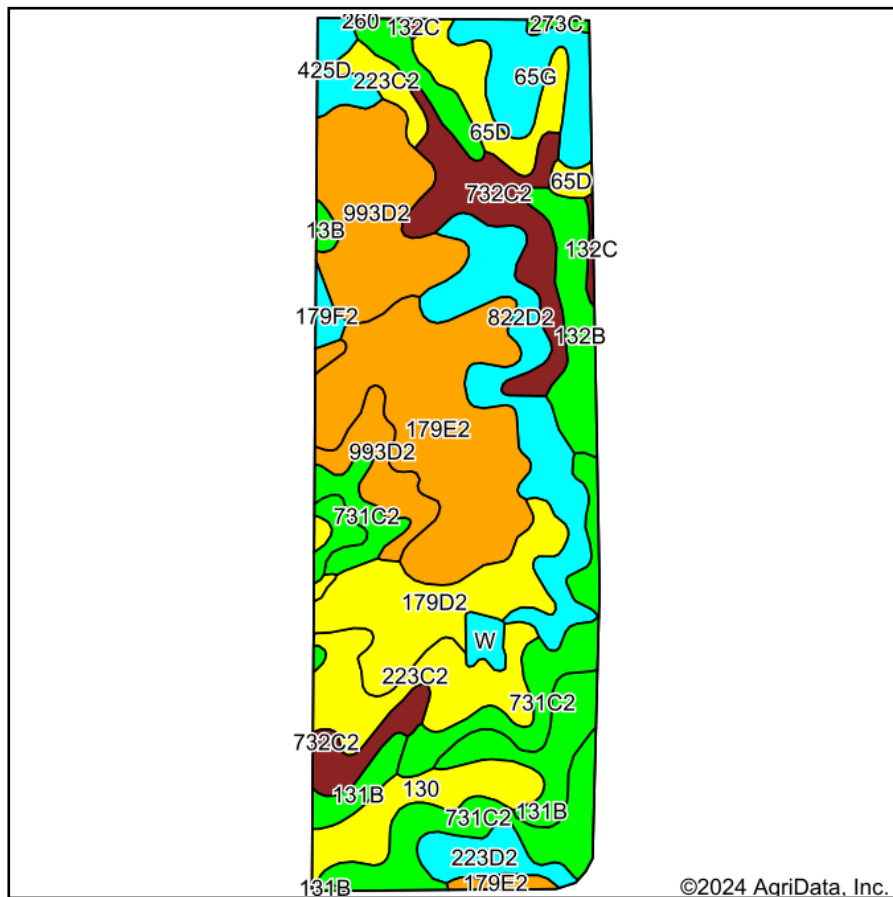 260
132C
273C
425D
223C2
65G
65D
65D
732C2
993D2
13B
132C
179F2
822D2
132B
179E2
993D2
731C2
179D2
W
223C2
731C2
732C2
130
131B
131B
731C2
223D2
179E2
131B
©2024 AgriData, Inc.